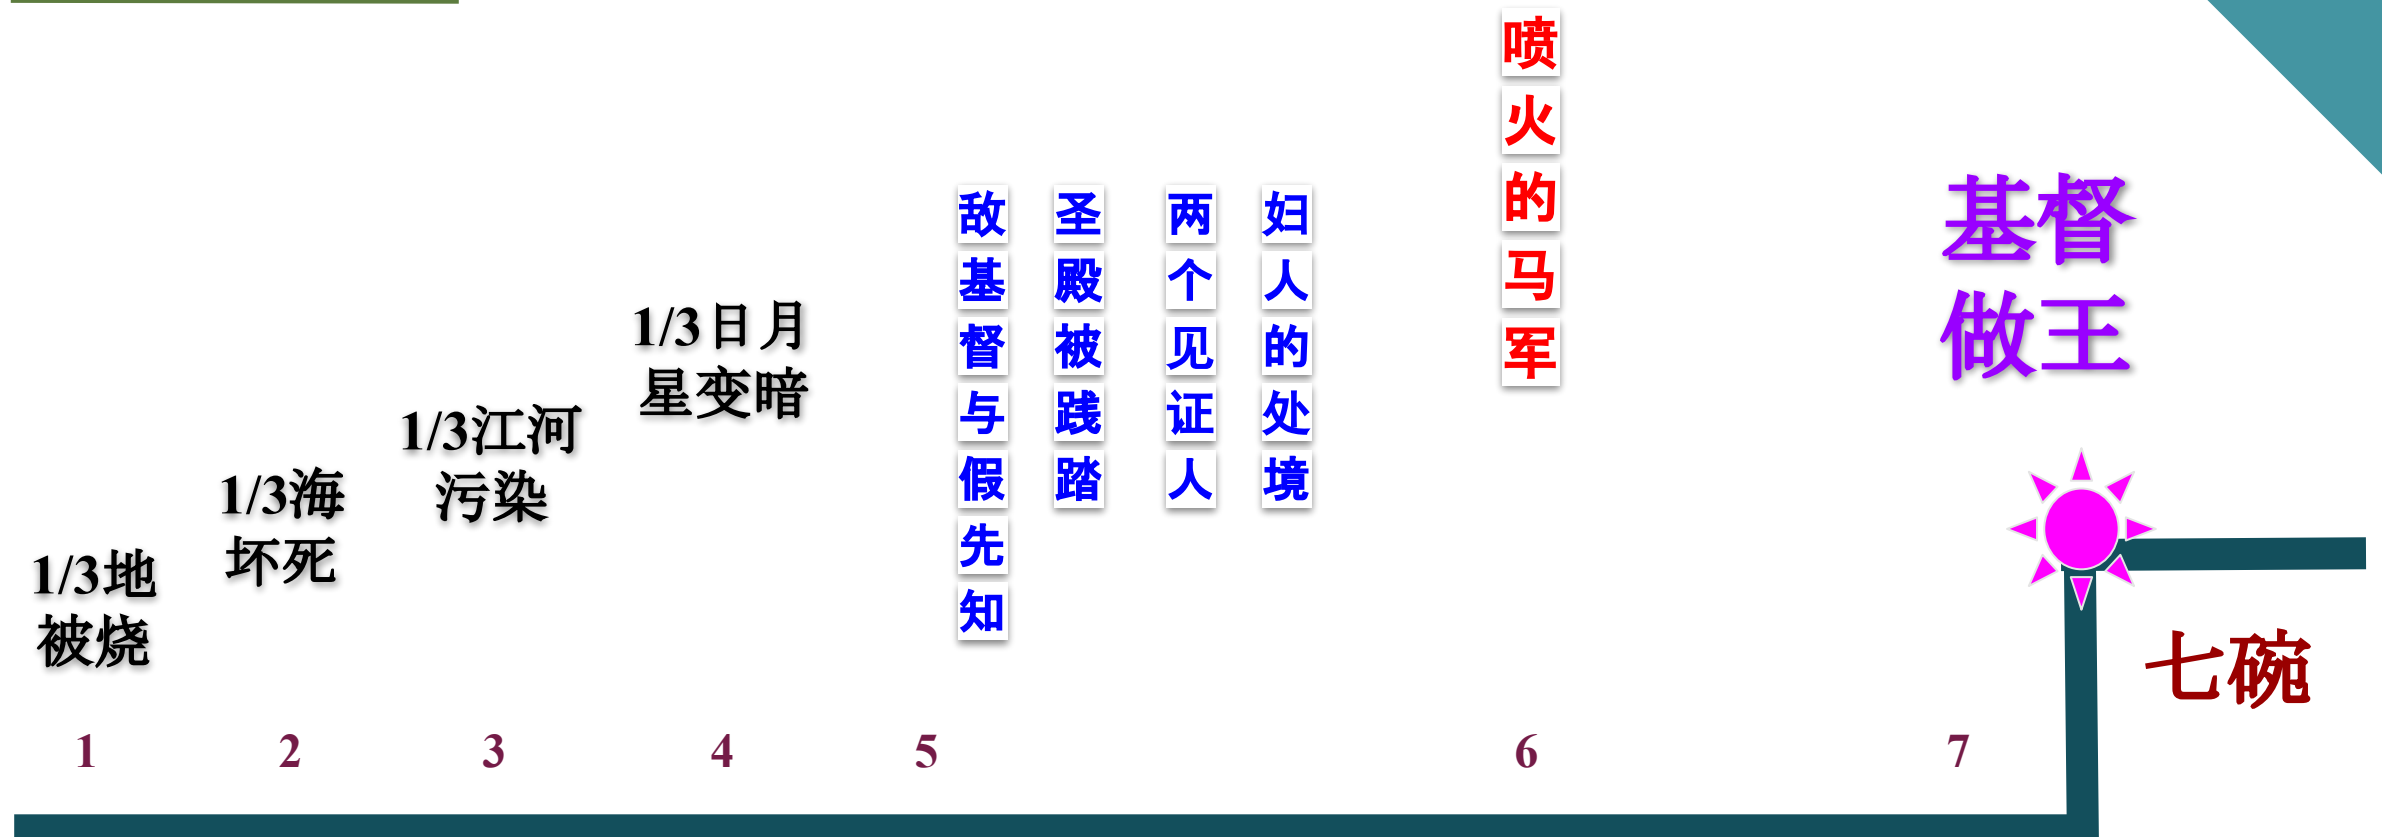 1/3地
被烧
1/3海
坏死
1/3江河
污染
1/3日月
星变暗
敌基督与假先知
圣殿被践踏
两个见证人
妇人的处境
喷火的马军
基督
做王
七碗
1 2 3 4 5 6 7